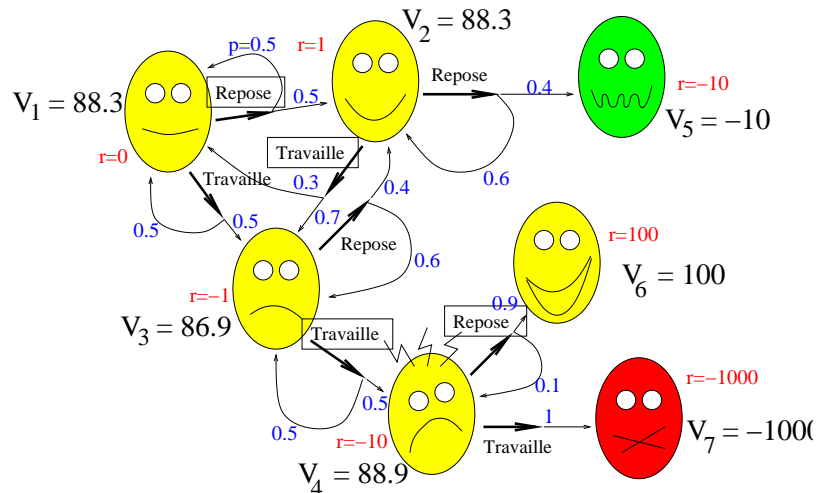 V₂ = 88.3
p=0.5
r=1
Repose
0.5
Repose
0.4
r=−10
V₁ = 88.3
V₅ = −10
r=0
Travaille
Travaille
0.3
0.4
0.6
0.5
0.5
0.7
Repose
0.6
r=100
V₆ = 100
r=−1
V₃ = 86.9
Travaille
Repose
0.9
r=−1000
0.1
0.5
0.5
1
r=−10
Travaille
V₇ = −1000
V₄ = 88.9